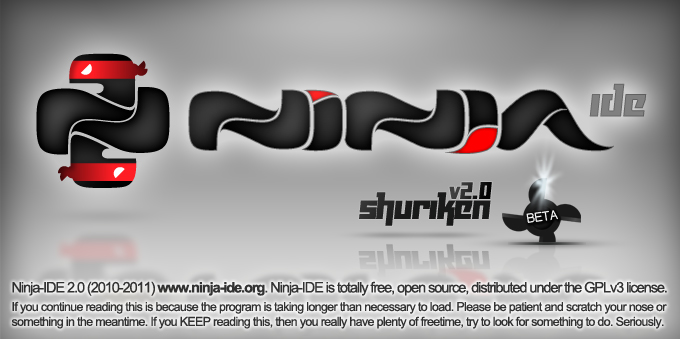 NINJA IDE
v2.0
shuriken
BETA
Ninja-IDE 2.0 (2010-2011) www.ninja-ide.org. Ninja-IDE is totally free, open source, distributed under the GPLv3 license.
If you continue reading this is because the program is taking longer than necessary to load. Please be patient and scratch your nose or
something in the meantime. If you KEEP reading this, then you really have plenty of freetime, try to look for something to do. Seriously.